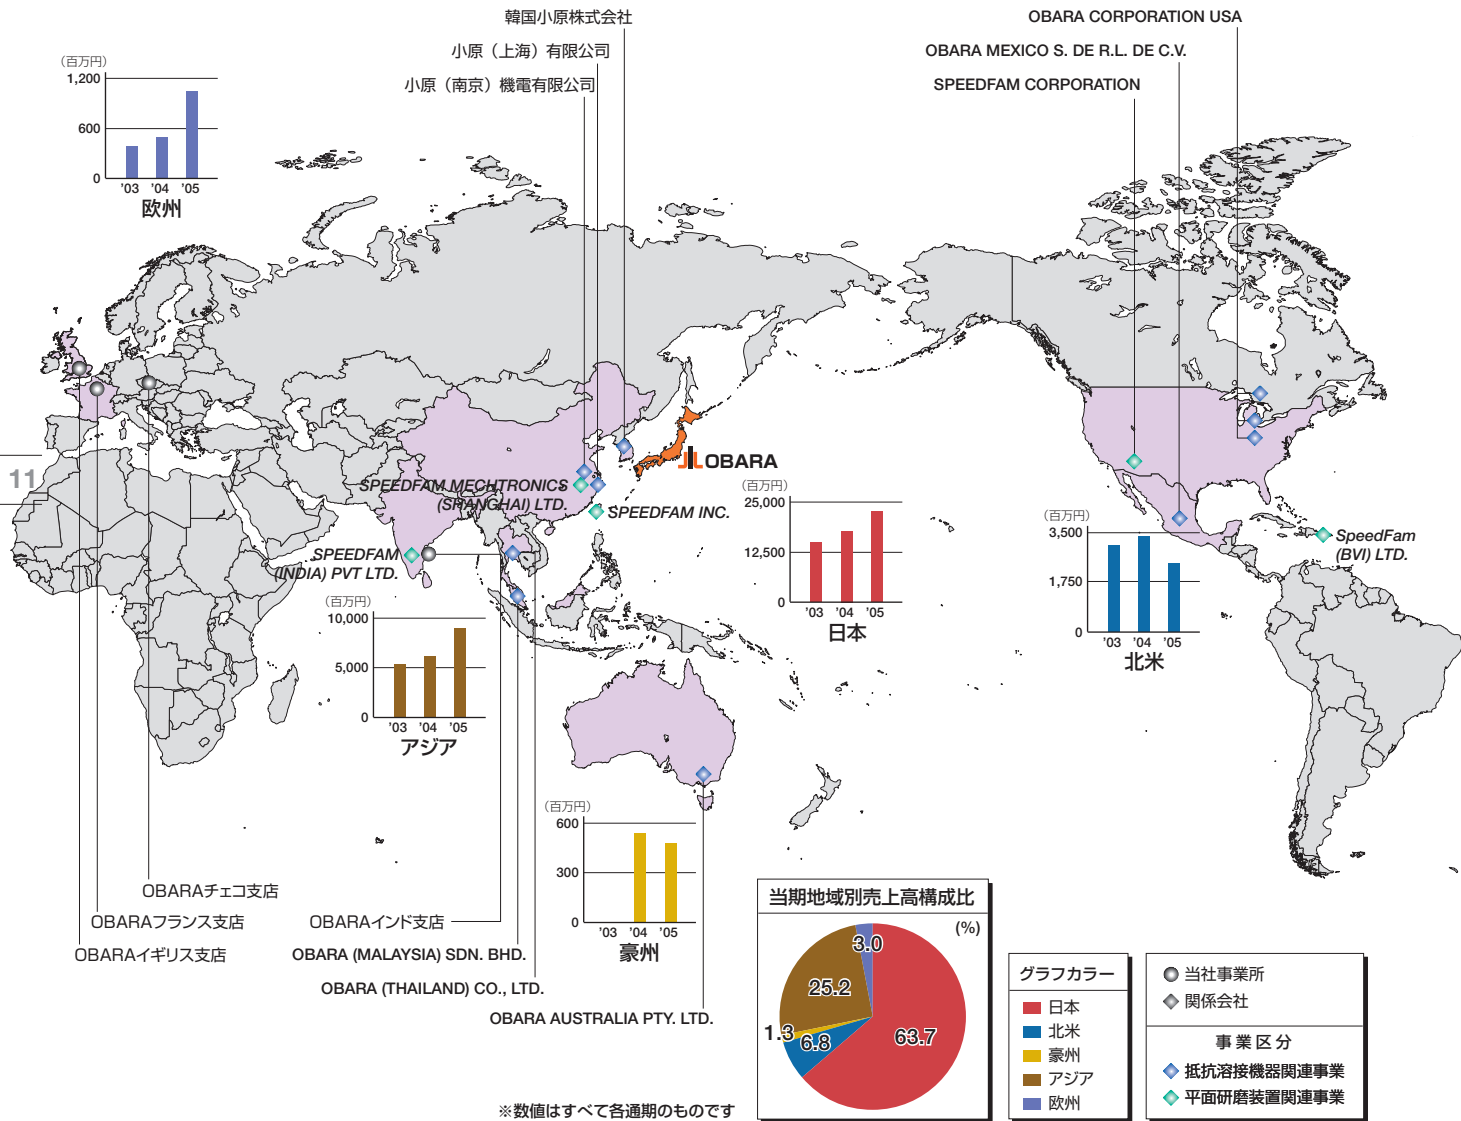 韓国小原株式会社
小原（上海）有限公司
小原（南京）機電有限公司
OBARA CORPORATION USA
OBARA MEXICO S. DE R.L. DE C.V.
SPEEDFAM CORPORATION
（百万円）
1,200
600
0
'03 '04 '05
欧州
11
OBARA
SPEEDFAM MECHTRONICS
(SHANGHAI) LTD.
SPEEDFAM INC.
SPEEDFAM
(INDIA) PVT LTD.
SpeedFam
(BVI) LTD.
（百万円）
25,000
12,500
0
'03 '04 '05
日本
（百万円）
3,500
1,750
0
'03 '04 '05
北米
（百万円）
10,000
5,000
0
'03 '04 '05
アジア
（百万円）
600
300
0
'03 '04 '05
豪州
OBARAチェコ支店
OBARAフランス支店
OBARAイギリス支店
OBARAインド支店
OBARA (MALAYSIA) SDN. BHD.
OBARA (THAILAND) CO., LTD.
OBARA AUSTRALIA PTY. LTD.
当期地域別売上高構成比
(%)
3.0
25.2
1.3
6.8
63.7
グラフカラー
日本
北米
豪州
アジア
欧州
当社事業所
関係会社
事業区分
抵抗溶接機器関連事業
平面研磨装置関連事業
※数値はすべて各通期のものです